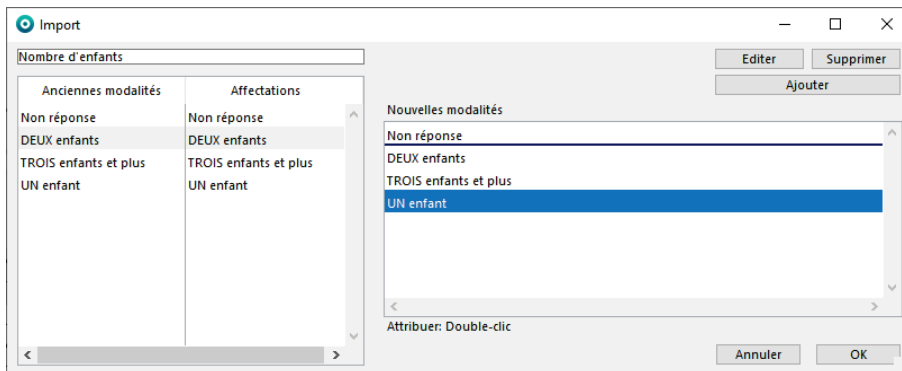 Import
Nombre d'enfants
Editer Supprimer
Ajouter
Anciennes modalités Affectations
Non réponse Non réponse
DEUX enfants DEUX enfants
TROIS enfants et plus TROIS enfants et plus
UN enfant UN enfant
Nouvelles modalités
Non réponse
DEUX enfants
TROIS enfants et plus
UN enfant
Attribuer: Double-clic
Annuler OK